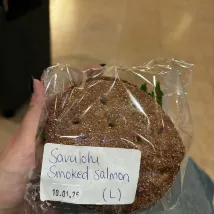 Savulohi
Smoked salmon
10.01.25 (L)